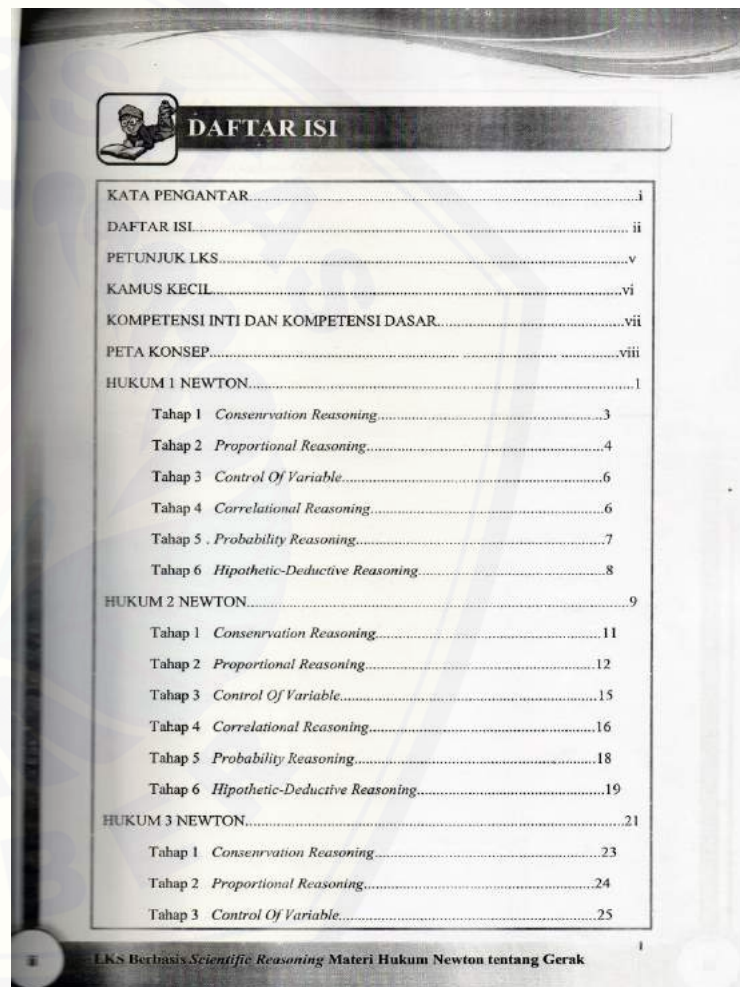 DAFTAR ISI
KATA PENGANTAR.....i
DAFTAR ISI.....ii
PETUNJUK LKS.....v
KAMUS KECIL.....vi
KOMPETENSI INTI DAN KOMPETENSI DASAR.....vii
PETA KONSEP.....viii
HUKUM 1 NEWTON.....1
Tahap 1 Consenrvation Reasoning.....3
Tahap 2 Proportional Reasoning.....4
Tahap 3 Control Of Variable.....6
Tahap 4 Correlational Reasoning.....6
Tahap 5 . Probability Reasoning.....7
Tahap 6 Hipothetic-Deductive Reasoning.....8
HUKUM 2 NEWTON.....9
Tahap 1 Consenrvation Reasoning.....11
Tahap 2 Proportional Reasoning.....12
Tahap 3 Control Of Variable.....15
Tahap 4 Correlational Reasoning.....16
Tahap 5 Probability Reasoning.....18
Tahap 6 Hipothetic-Deductive Reasoning.....19
HUKUM 3 NEWTON.....21
Tahap 1 Consenrvation Reasoning.....23
Tahap 2 Proportional Reasoning.....24
Tahap 3 Control Of Variable.....25
LKS Berbasis Scientific Reasoning Materi Hukum Newton tentang Gerak